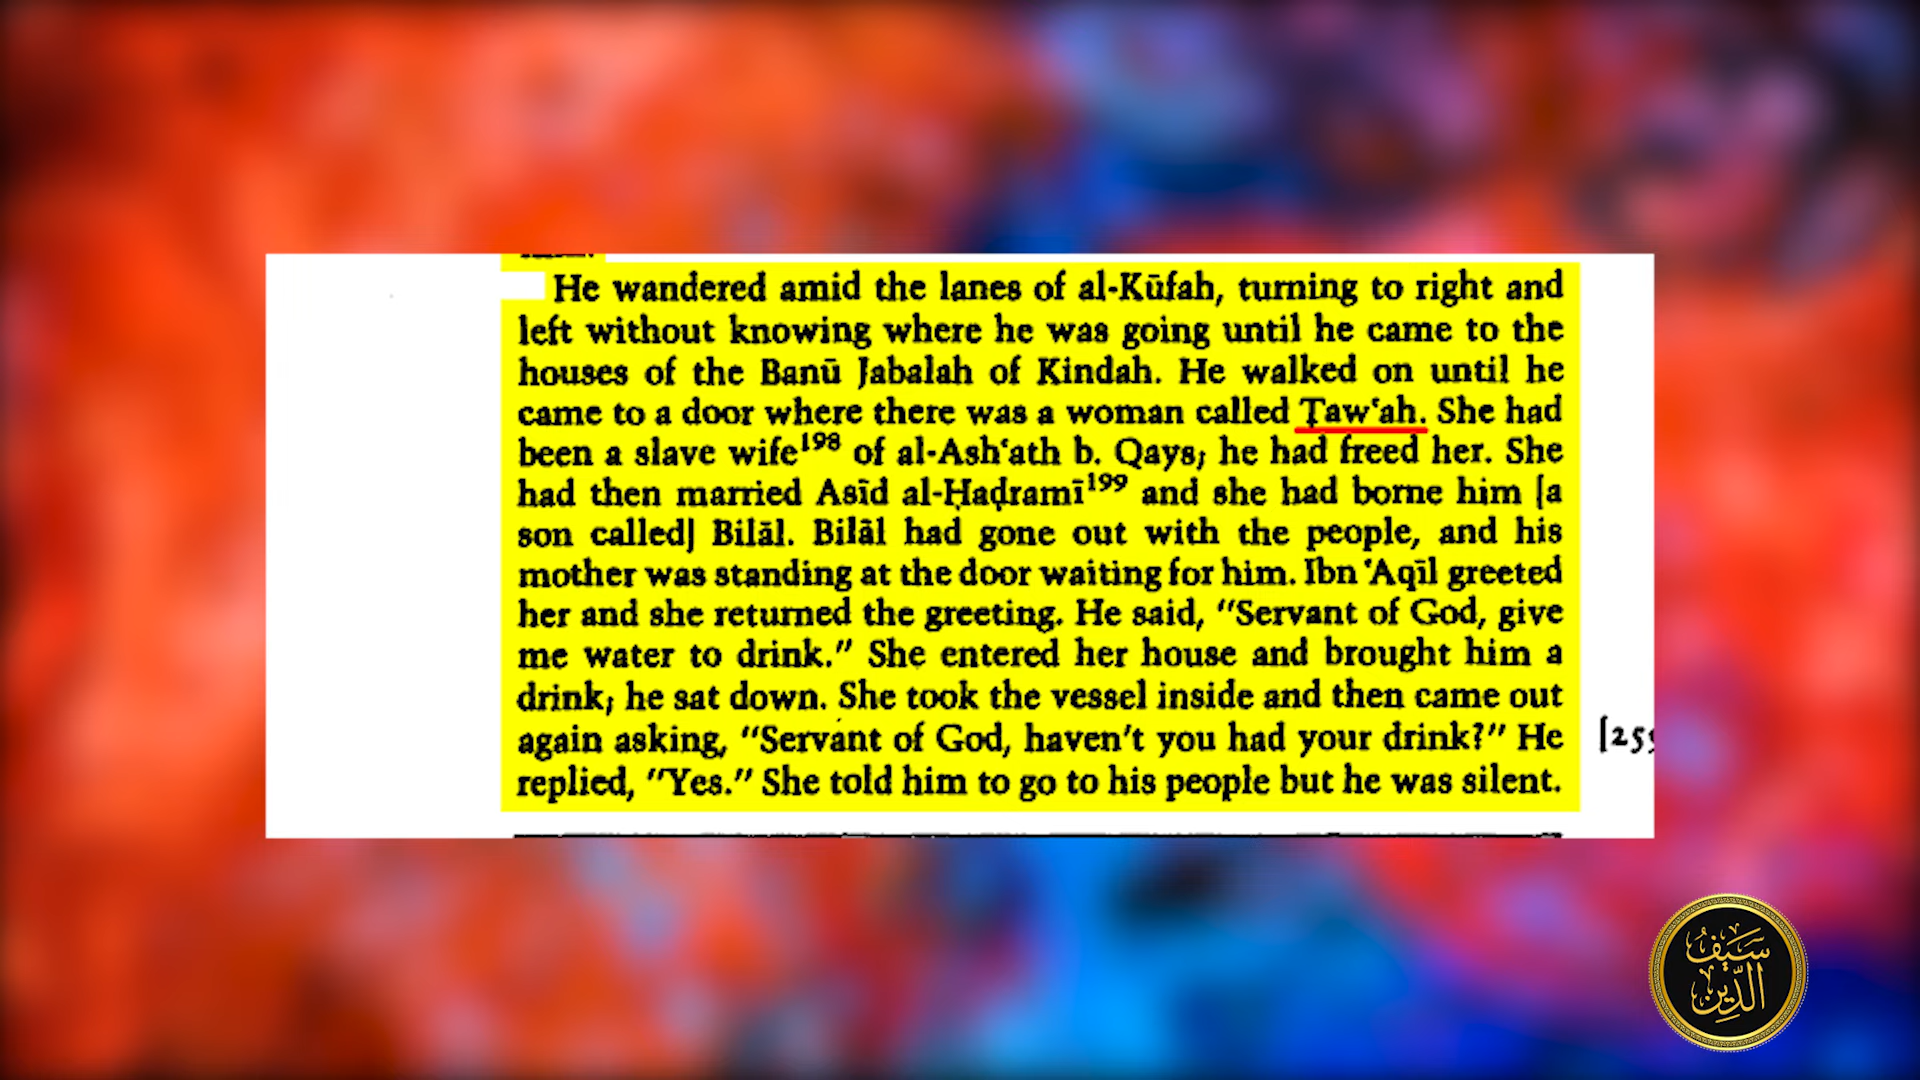 He wandered amid the lanes of al-Kūfah, turning to right and
left without knowing where he was going until he came to the
houses of the Banū Jabalah of Kindah. He walked on until he
came to a door where there was a woman called Ṭaw‘ah. She had
been a slave wife¹⁹⁸ of al-Ash‘ath b. Qays; he had freed her. She
had then married Asīd al-Ḥaḍramī¹⁹⁹ and she had borne him [a
son called] Bilāl. Bilāl had gone out with the people, and his
mother was standing at the door waiting for him. Ibn ‘Aqīl greeted
her and she returned the greeting. He said, "Servant of God, give
me water to drink." She entered her house and brought him a
drink; he sat down. She took the vessel inside and then came out
again asking, "Servant of God, haven't you had your drink?" He
replied, "Yes." She told him to go to his people but he was silent.
سَيْفُ
الدِّين